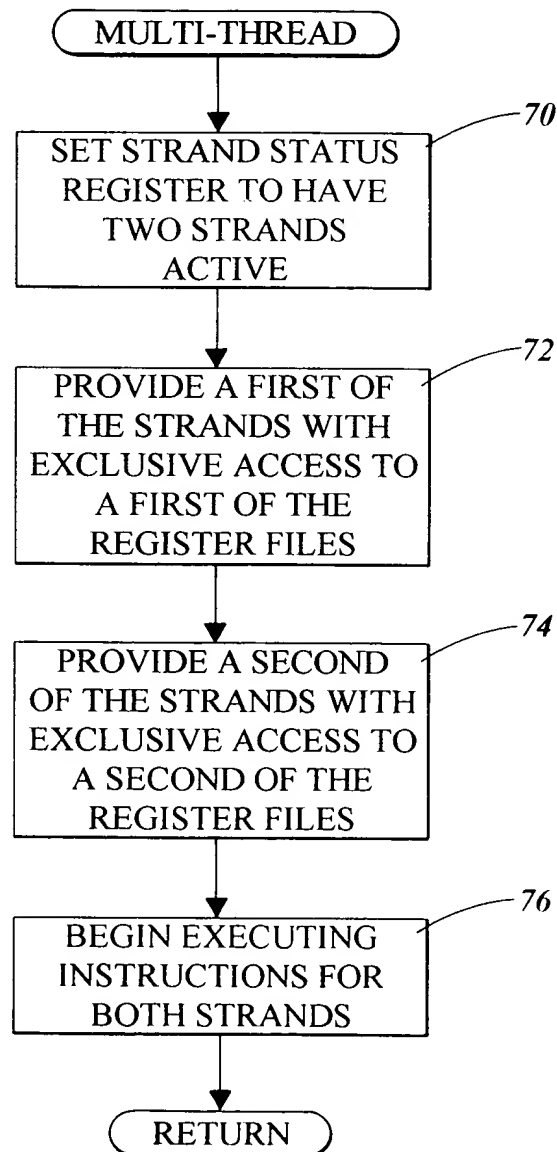 MULTI-THREAD
70
SET STRAND STATUS
REGISTER TO HAVE
TWO STRANDS
ACTIVE
72
PROVIDE A FIRST OF
THE STRANDS WITH
EXCLUSIVE ACCESS TO
A FIRST OF THE
REGISTER FILES
74
PROVIDE A SECOND
OF THE STRANDS WITH
EXCLUSIVE ACCESS TO
A SECOND OF THE
REGISTER FILES
76
BEGIN EXECUTING
INSTRUCTIONS FOR
BOTH STRANDS
RETURN